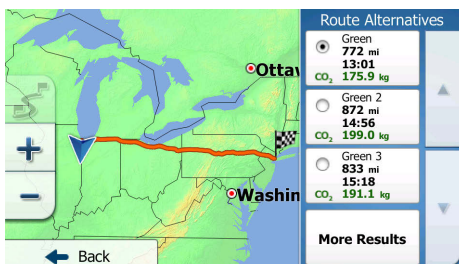 Route Alternatives
Green
772 mi
13:01
CO2 175.9 kg
Green 2
872 mi
14:56
CO2 199.0 kg
Green 3
833 mi
15:18
CO2 191.1 kg
More Results
Ottav
Washin
+
−
Back